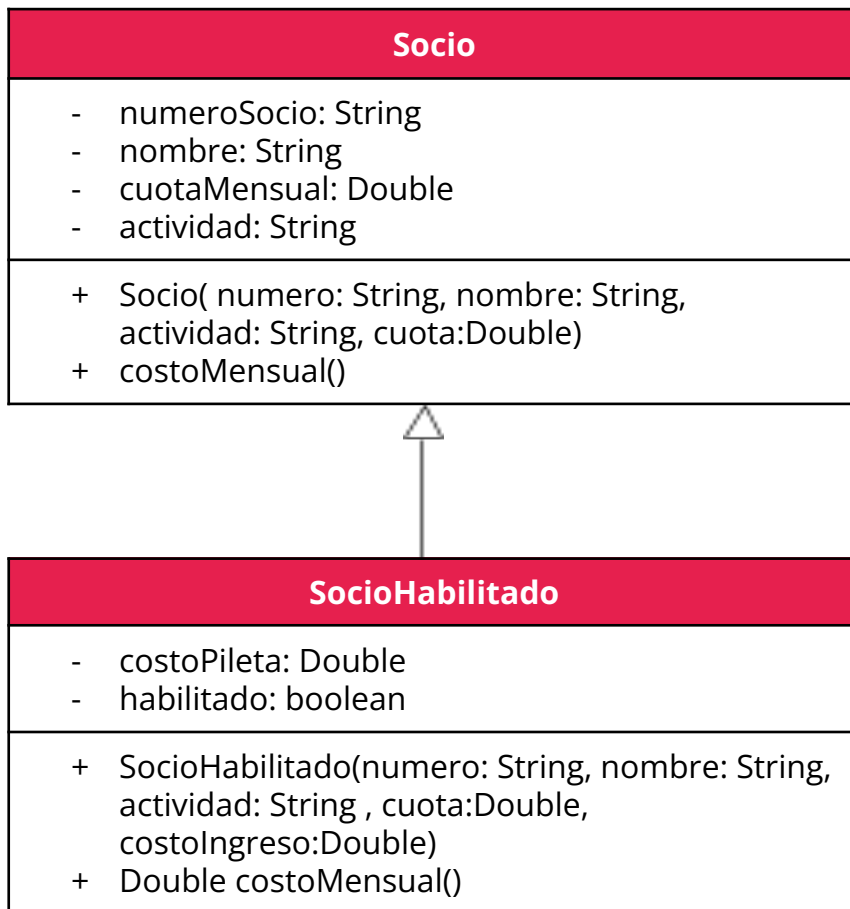 Socio
- numeroSocio: String
- nombre: String
- cuotaMensual: Double
- actividad: String
+ Socio( numero: String, nombre: String,
actividad: String, cuota:Double)
+ costoMensual()
SocioHabilitado
- costoPileta: Double
- habilitado: boolean
+ SocioHabilitado(numero: String, nombre: String,
actividad: String , cuota:Double,
costoIngreso:Double)
+ Double costoMensual()